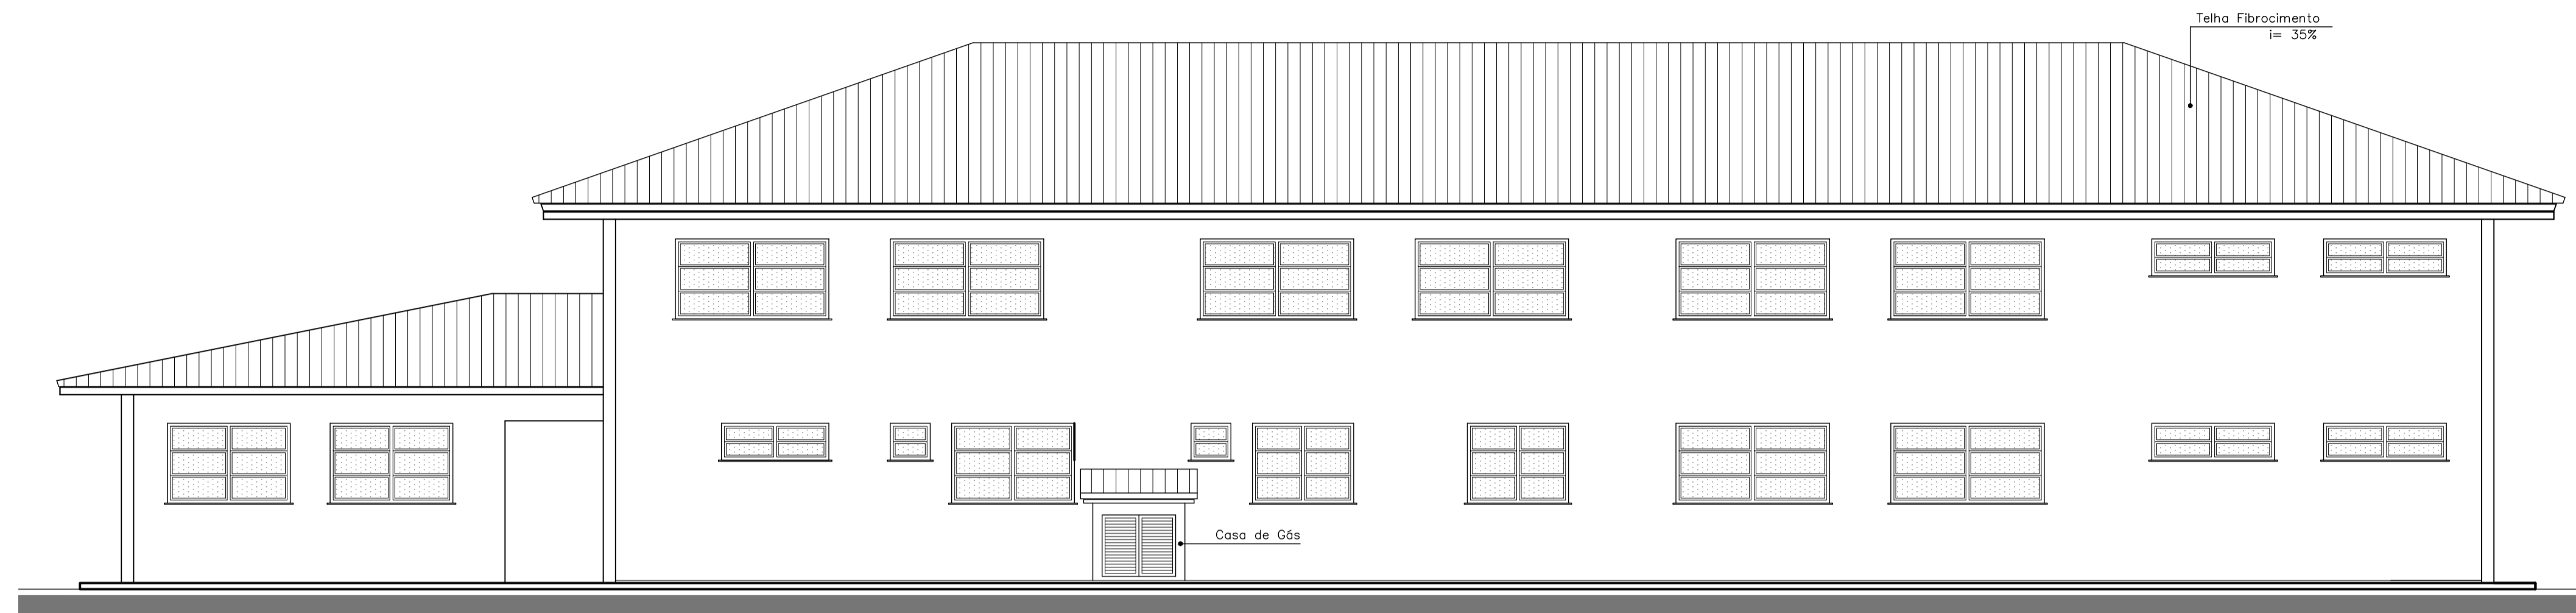 Telha Fibrocimento
i= 35%
Casa de Gás